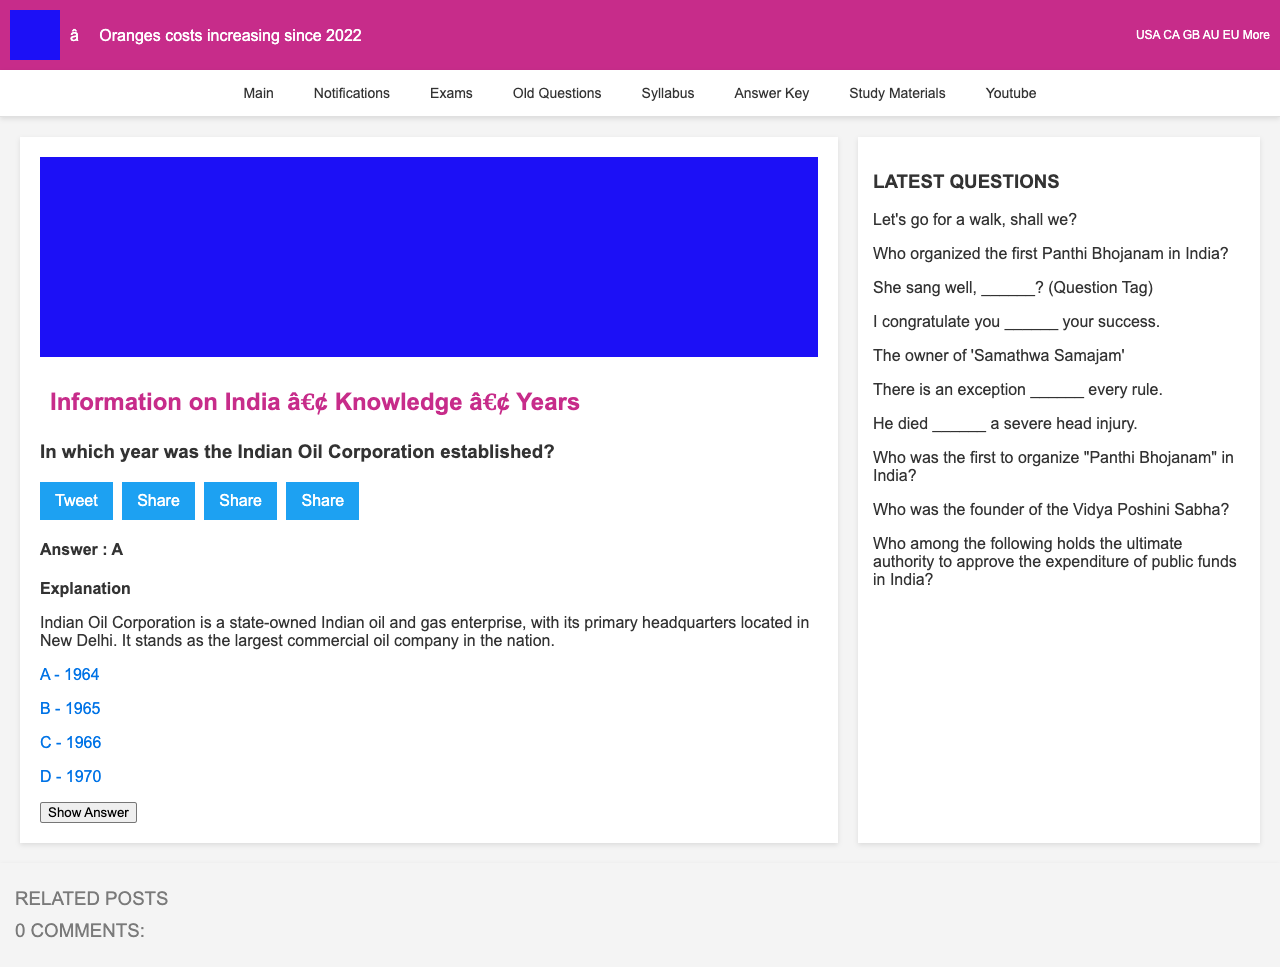 â Oranges costs increasing since 2022
USA CA GB AU EU More
Main Notifications Exams Old Questions Syllabus Answer Key Study Materials Youtube
Information on India â€¢ Knowledge â€¢ Years
In which year was the Indian Oil Corporation established?
Tweet Share Share Share
Answer : A
Explanation
Indian Oil Corporation is a state-owned Indian oil and gas enterprise, with its primary headquarters located in
New Delhi. It stands as the largest commercial oil company in the nation.
A - 1964
B - 1965
C - 1966
D - 1970
Show Answer
LATEST QUESTIONS
Let's go for a walk, shall we?
Who organized the first Panthi Bhojanam in India?
She sang well, ______? (Question Tag)
I congratulate you ______ your success.
The owner of 'Samathwa Samajam'
There is an exception ______ every rule.
He died ______ a severe head injury.
Who was the first to organize "Panthi Bhojanam" in
India?
Who was the founder of the Vidya Poshini Sabha?
Who among the following holds the ultimate
authority to approve the expenditure of public funds
in India?
RELATED POSTS
0 COMMENTS: